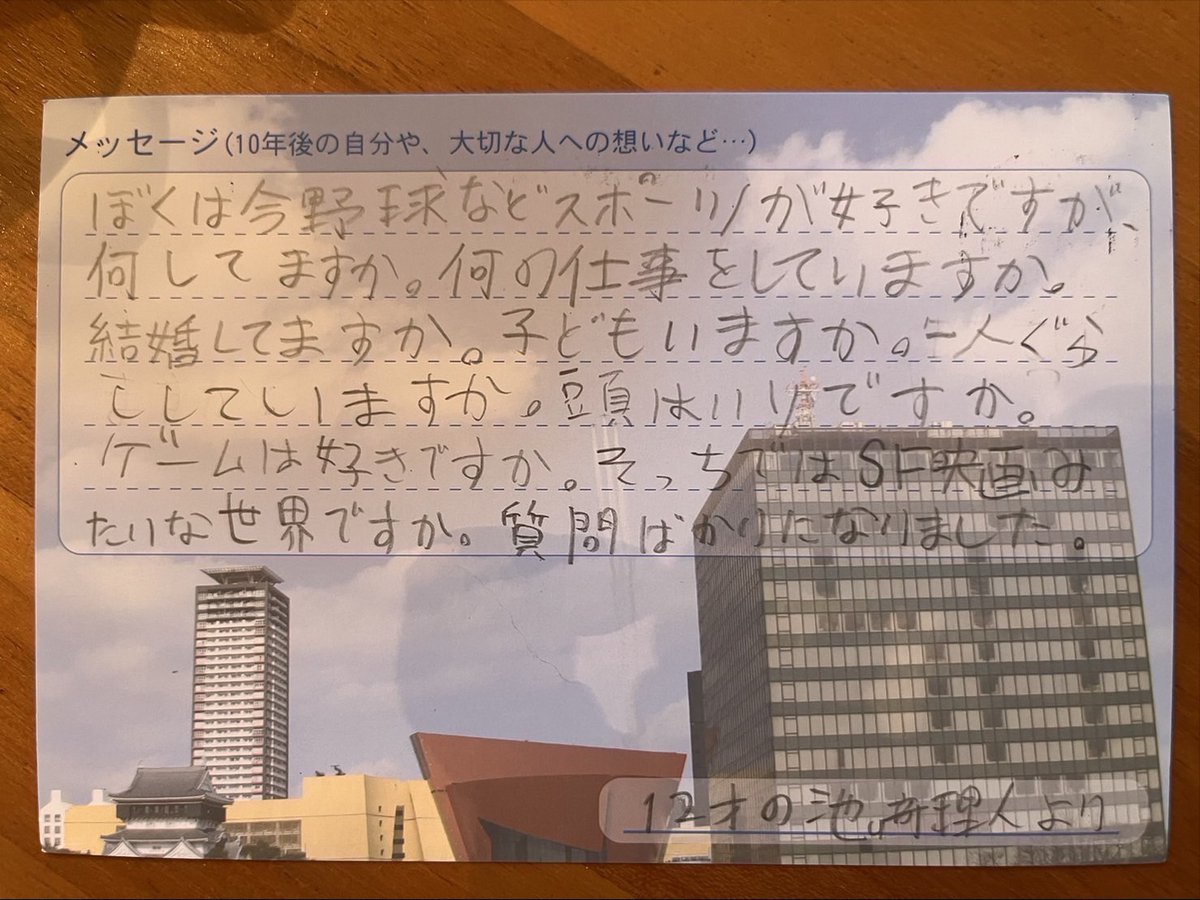 メッセージ(10年後の自分や、大切な人への想いなど…)
ぼくは今野球などスポーツが好きですが、
何してますか。何の仕事をしていますか。
結婚してますか。子どもいますか。一人ぐら
ししていますか。頭はいいですか。
ゲームは好きですか。そっちではSF映画み
たいな世界ですか。質問ばかりになりました。
12才の池﨑理人より